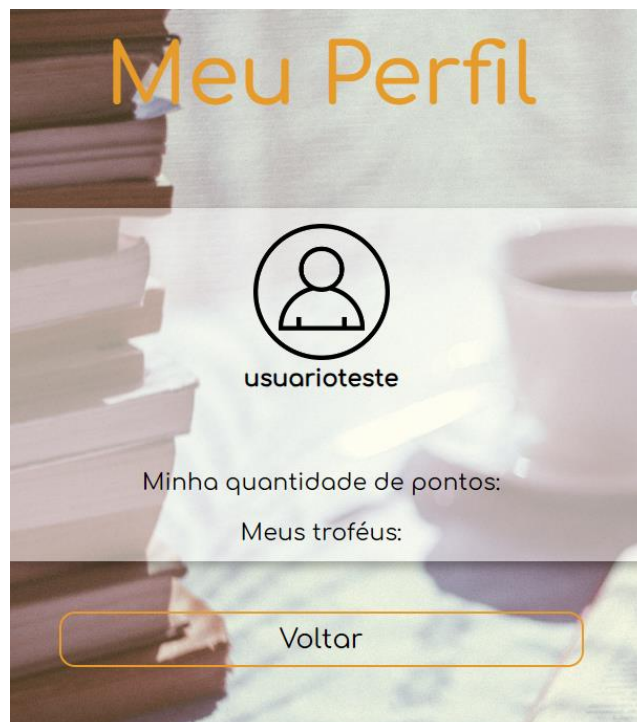 Meu Perfil
usuarioteste
Minha quantidade de pontos:
Meus troféus:
Voltar